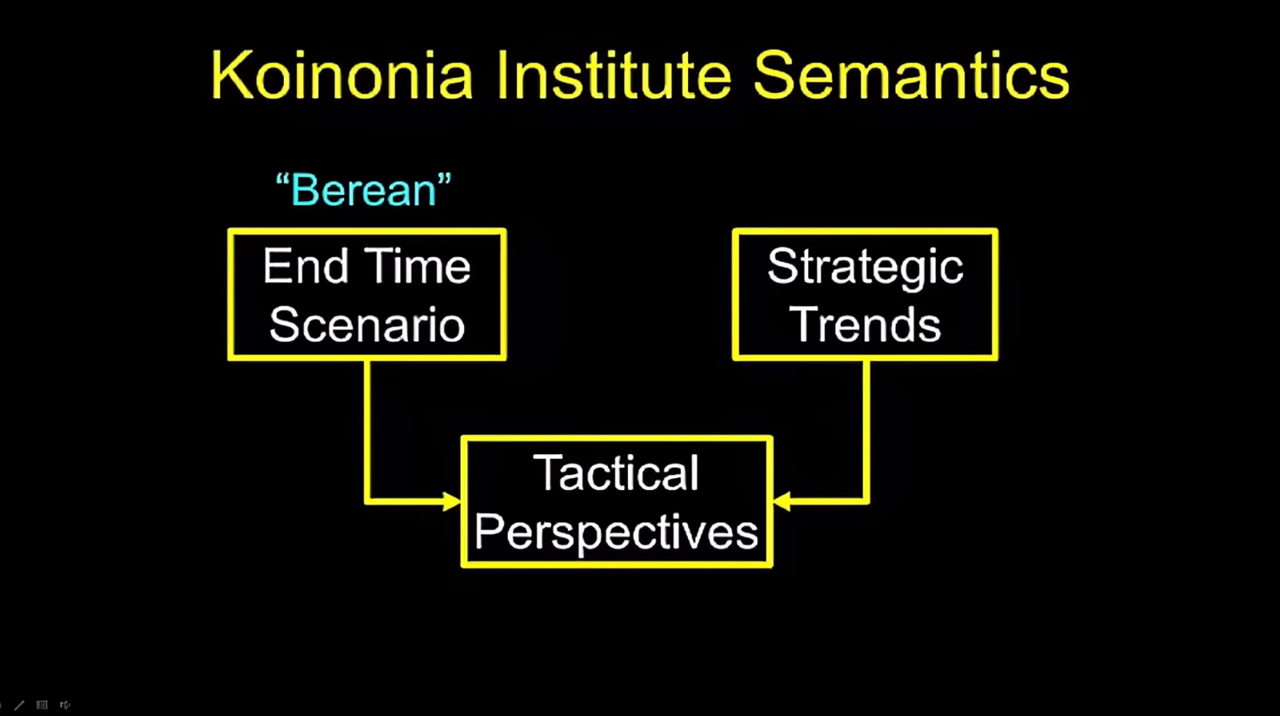 Koinonia Institute Semantics
“Berean”
End Time
Scenario
Strategic
Trends
Tactical
Perspectives